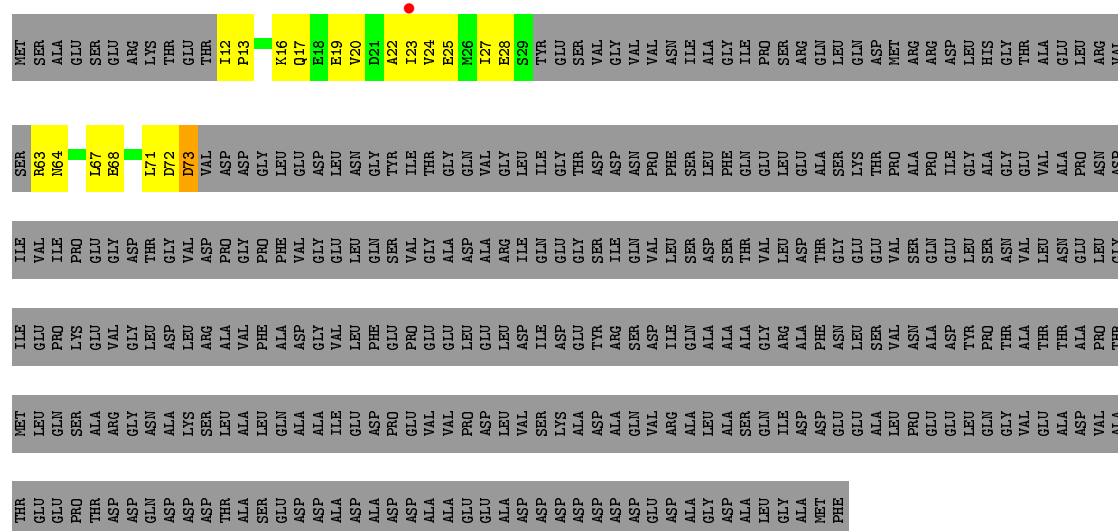 MET SER ALA GLU SER GLU ARG LYS THR GLU THR I12 P13 K16 Q17 E18 E19 V20 D21 A22 I23 V24 E25 M26 I27 E28 S29 TYR GLU SER VAL GLY VAL VAL ASN ILE ALA GLY ILE PRO SER ARG GLN LEU GLN ASP MET ARG ARG ASP LEU HIS GLY THR ALA GLU LEU ARG VAL
SER R63 N64 L67 E68 L71 D72 D73 VAL ASP ASP GLY LEU GLU ASP LEU ASN GLY TYR ILE THR GLY GLN VAL GLY LEU ILE GLY THR ASP ASP ASN PRO PHE SER LEU PHE GLN GLU LEU GLU ALA SER LYS THR PRO ALA PRO ILE GLY ALA GLY GLU VAL ALA PRO ASN ASP
ILE VAL ILE PRO GLU GLY ASP THR GLY VAL ASP PRO GLY PRO PHE VAL GLY GLU LEU GLN SER VAL GLY ALA ASP ALA ARG ILE GLN GLU GLY SER ILE GLN VAL LEU SER ASP SER THR VAL LEU ASP THR GLY GLU GLU VAL SER GLN GLU LEU SER ASN VAL LEU ASN GLU LEU GLY
ILE GLU PRO LYS GLU VAL GLY LEU ASP LEU ARG ALA VAL PHE ALA ASP GLY VAL LEU PHE GLU PRO GLU GLU LEU GLU LEU ASP ILE ASP GLU TYR ARG SER ASP ILE GLN ALA ALA ALA GLY ARG ALA PHE ASN LEU SER VAL ASN ALA ASP TYR PRO THR ALA THR THR ALA PRO THR
MET LEU GLN SER ALA ARG GLY ASN ALA LYS SER LEU ALA LEU GLN ALA ALA ILE GLU ASP PRO GLU VAL VAL PRO ASP LEU VAL SER LYS ALA ASP ALA GLN VAL ARG ALA LEU ALA SER GLN ILE ASP ASP GLU ALA LEU PRO GLU GLU LEU GLN GLY VAL GLU ALA ASP VAL ALA
THR GLU GLU PRO THR ASP ASP GLN ASP ASP ASP THR ALA SER GLU ASP ASP ALA ASP ALA ASP ASP GLU GLU ALA ASP ASP ASP ASP ASP ASP ASP GLU ASP ALA GLY ASP ALA LEU GLY ALA MET PHE